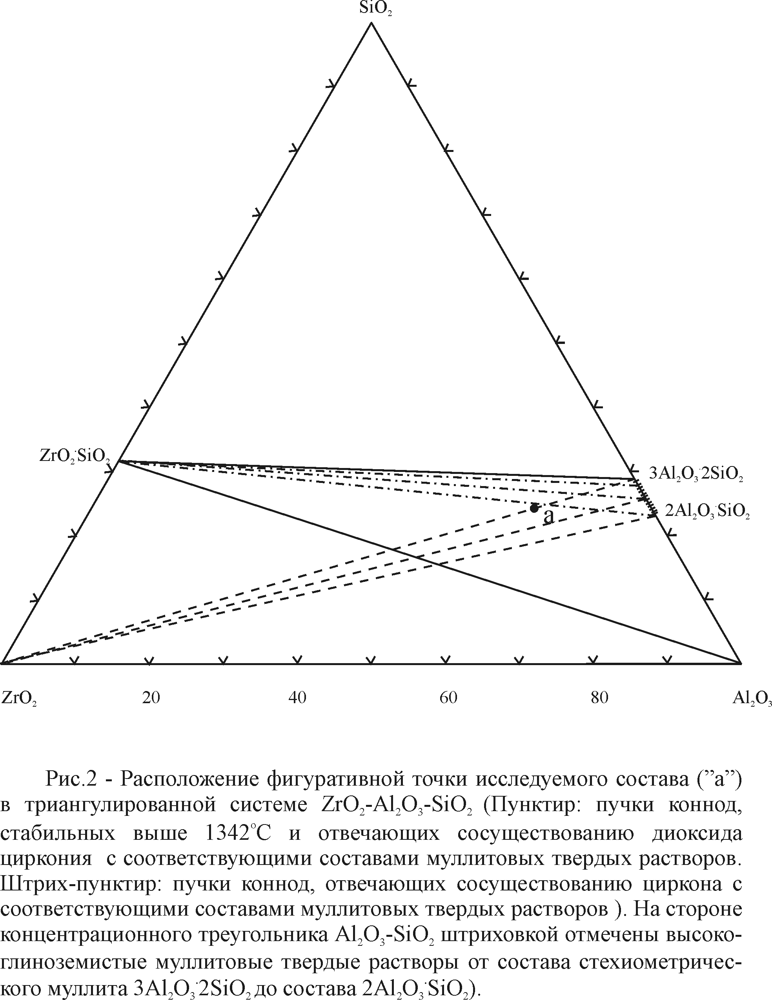 SiO₂
ZrO₂·SiO₂
3Al₂O₃·2SiO₂
2Al₂O₃·SiO₂
a
ZrO₂ 20 40 60 80 Al₂O₃
Рис.2 - Расположение фигуративной точки исследуемого состава (”а”)
в триангулированной системе ZrO₂-Al₂O₃-SiO₂ (Пунктир: пучки коннод,
стабильных выше 1342°С и отвечающих сосуществованию диоксида
циркония с соответствующими составами муллитовых твердых растворов.
Штрих-пунктир: пучки коннод, отвечающих сосуществованию циркона с
соответствующими составами муллитовых твердых растворов ). На стороне
концентрационного треугольника Al₂O₃-SiO₂ штриховкой отмечены высоко-
глиноземистые муллитовые твердые растворы от состава стехиометричес-
кого муллита 3Al₂O₃·2SiO₂ до состава 2Al₂O₃·SiO₂).